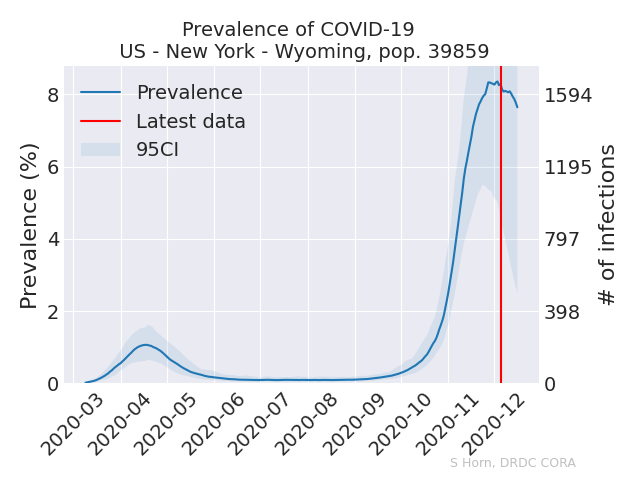 Prevalence of COVID-19
US - New York - Wyoming, pop. 39859
Prevalence
Latest data
95CI
Prevalence (%)
8
6
4
2
0
1594
1195
797
398
0
# of infections
2020-03
2020-04
2020-05
2020-06
2020-07
2020-08
2020-09
2020-10
2020-11
2020-12
S Horn, DRDC CORA